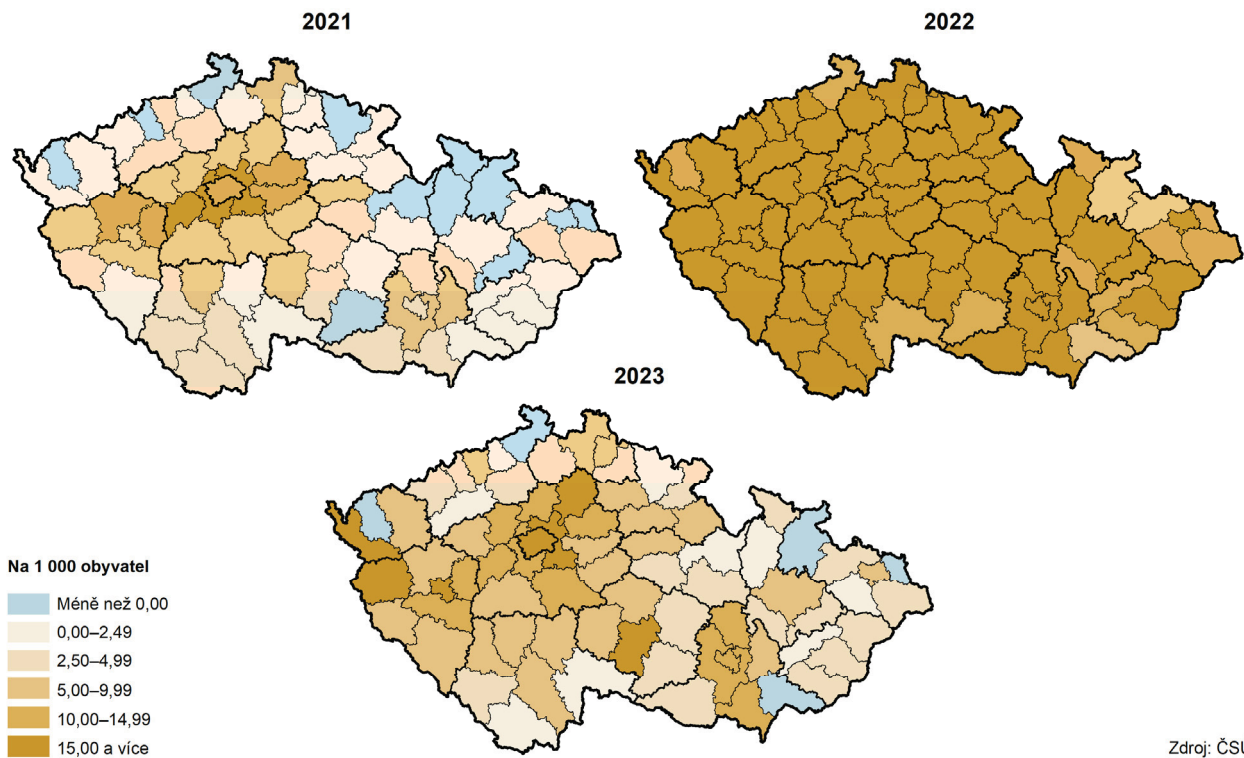 2021
2022
2023
Na 1 000 obyvatel
Méně než 0,00
0,00–2,49
2,50–4,99
5,00–9,99
10,00–14,99
15,00 a více
Zdroj: ČSÚ